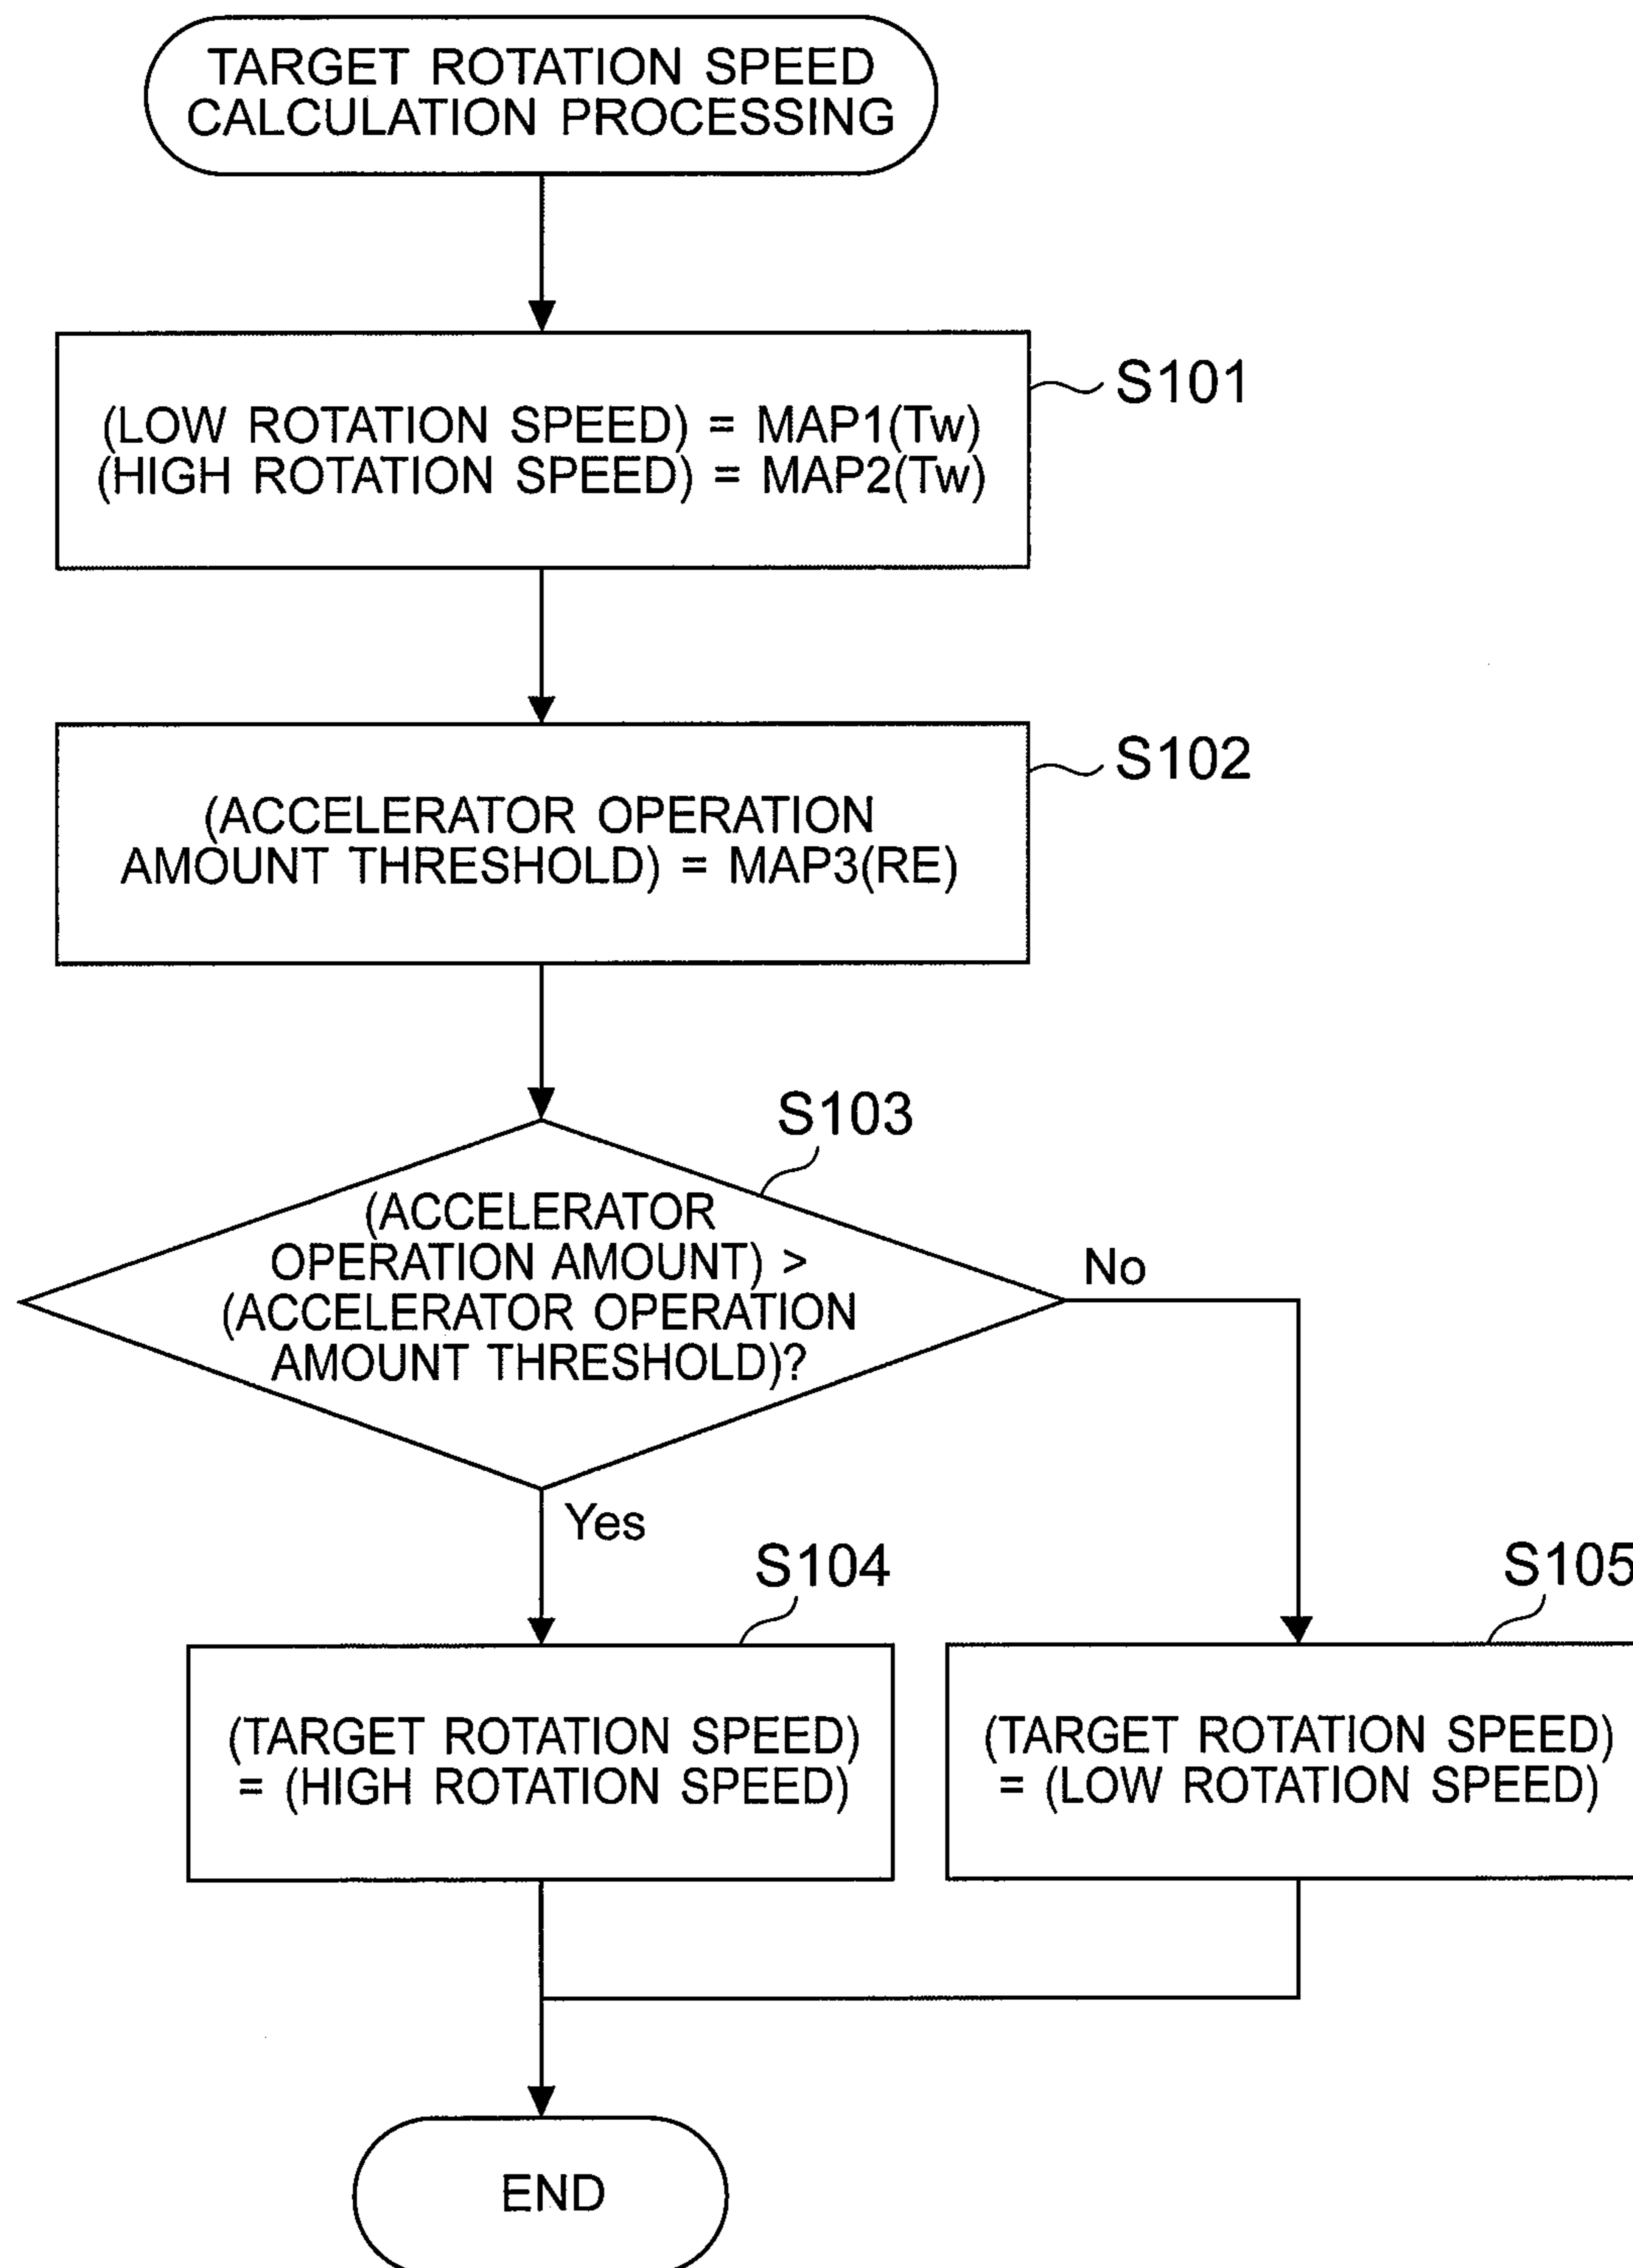 TARGET ROTATION SPEED
CALCULATION PROCESSING
S101
(LOW ROTATION SPEED) = MAP1(Tw)
(HIGH ROTATION SPEED) = MAP2(Tw)
S102
(ACCELERATOR OPERATION
AMOUNT THRESHOLD) = MAP3(RE)
S103
(ACCELERATOR
OPERATION AMOUNT) >
(ACCELERATOR OPERATION
AMOUNT THRESHOLD)?
No
Yes
S104
S105
(TARGET ROTATION SPEED)
= (HIGH ROTATION SPEED)
(TARGET ROTATION SPEED)
= (LOW ROTATION SPEED)
END